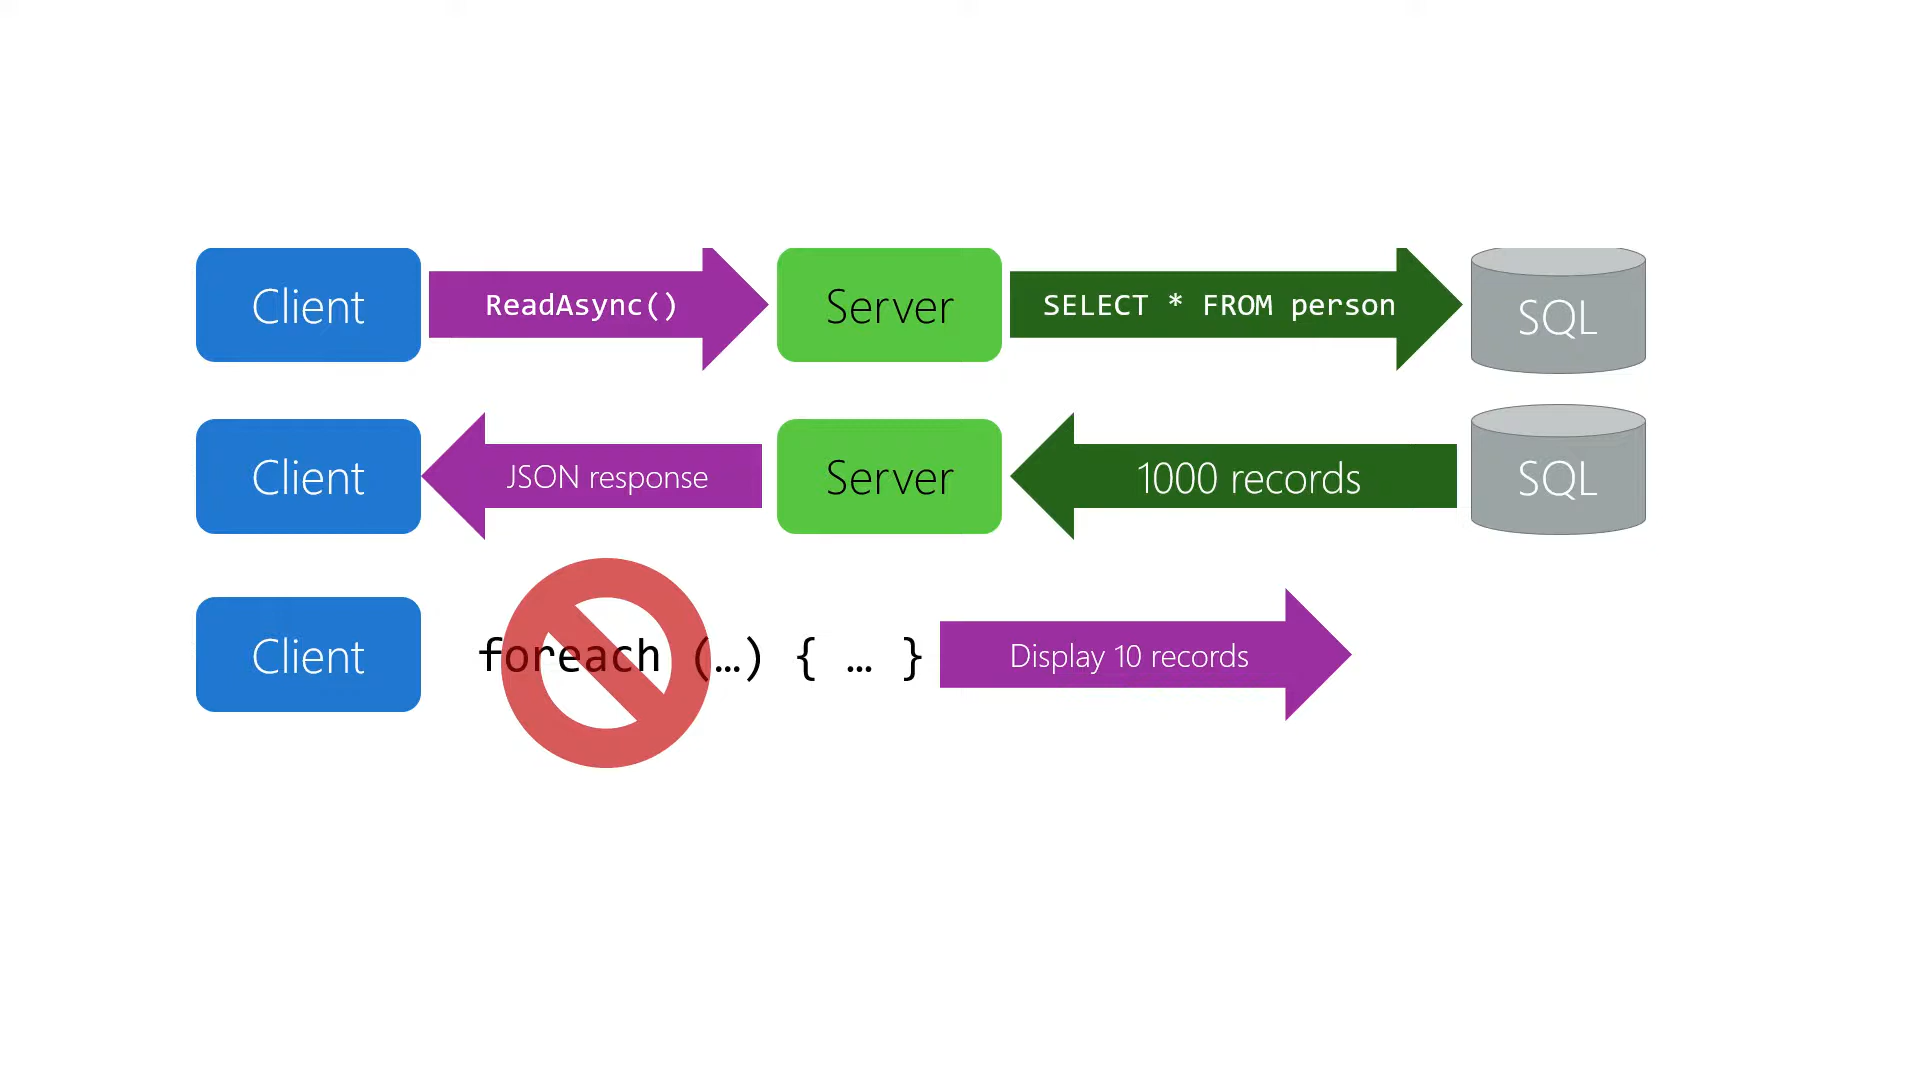 Client
ReadAsync()
Server
SELECT * FROM person
SQL
Client
JSON response
Server
1000 records
SQL
Client
foreach (…) { … }
Display 10 records